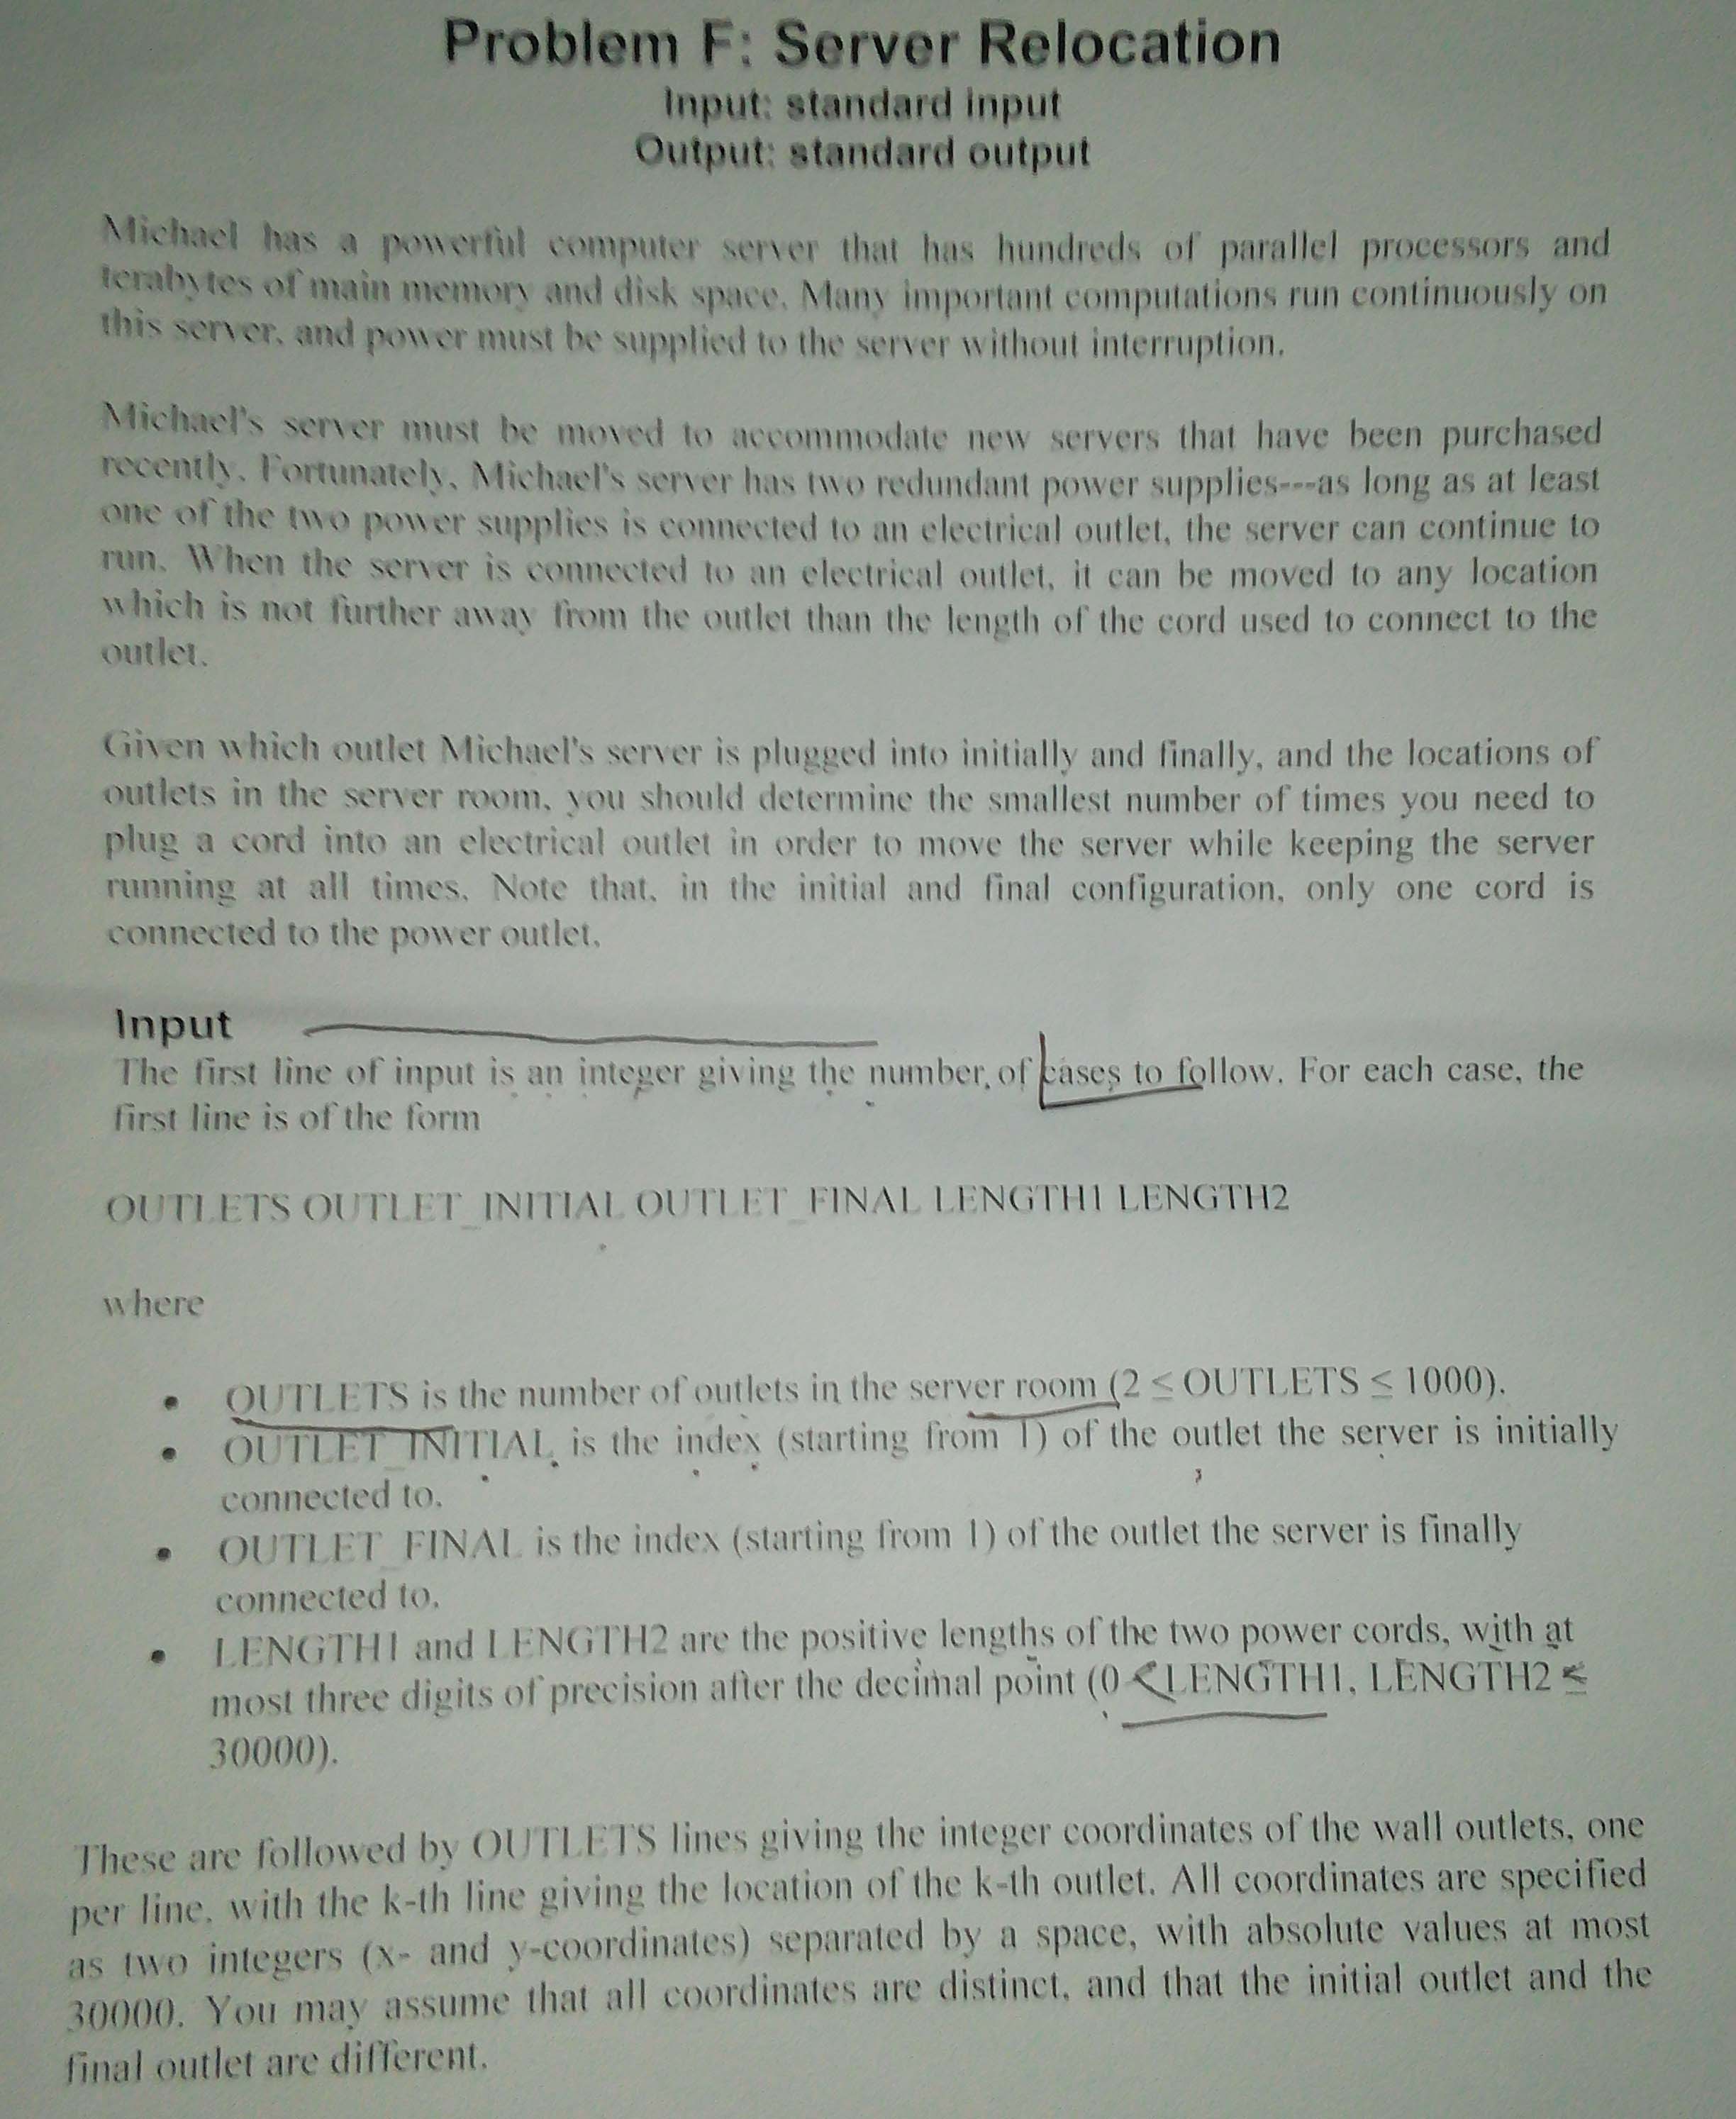 Problem F: Server Relocation
Input: standard input
Output: standard output
Michael has a powerful computer server that has hundreds of parallel processors and
terabytes of main memory and disk space. Many important computations run continuously on
this server, and power must be supplied to the server without interruption.
Michael's server must be moved to accommodate new servers that have been purchased
recently. Fortunately, Michael's server has two redundant power supplies---as long as at least
one of the two power supplies is connected to an electrical outlet, the server can continue to
run. When the server is connected to an electrical outlet, it can be moved to any location
which is not further away from the outlet than the length of the cord used to connect to the
outlet.
Given which outlet Michael's server is plugged into initially and finally, and the locations of
outlets in the server room, you should determine the smallest number of times you need to
plug a cord into an electrical outlet in order to move the server while keeping the server
running at all times. Note that, in the initial and final configuration, only one cord is
connected to the power outlet.
Input
The first line of input is an integer giving the number of cases to follow. For each case, the
first line is of the form
OUTLETS OUTLET_INITIAL OUTLET_FINAL LENGTH1 LENGTH2
where
• OUTLETS is the number of outlets in the server room (2 ≤ OUTLETS ≤ 1000).
• OUTLET_INITIAL is the index (starting from 1) of the outlet the server is initially
connected to.
• OUTLET_FINAL is the index (starting from 1) of the outlet the server is finally
connected to.
• LENGTH1 and LENGTH2 are the positive lengths of the two power cords, with at
most three digits of precision after the decimal point (0 < LENGTH1, LENGTH2 ≤
30000).
These are followed by OUTLETS lines giving the integer coordinates of the wall outlets, one
per line, with the k-th line giving the location of the k-th outlet. All coordinates are specified
as two integers (x- and y-coordinates) separated by a space, with absolute values at most
30000. You may assume that all coordinates are distinct, and that the initial outlet and the
final outlet are different.